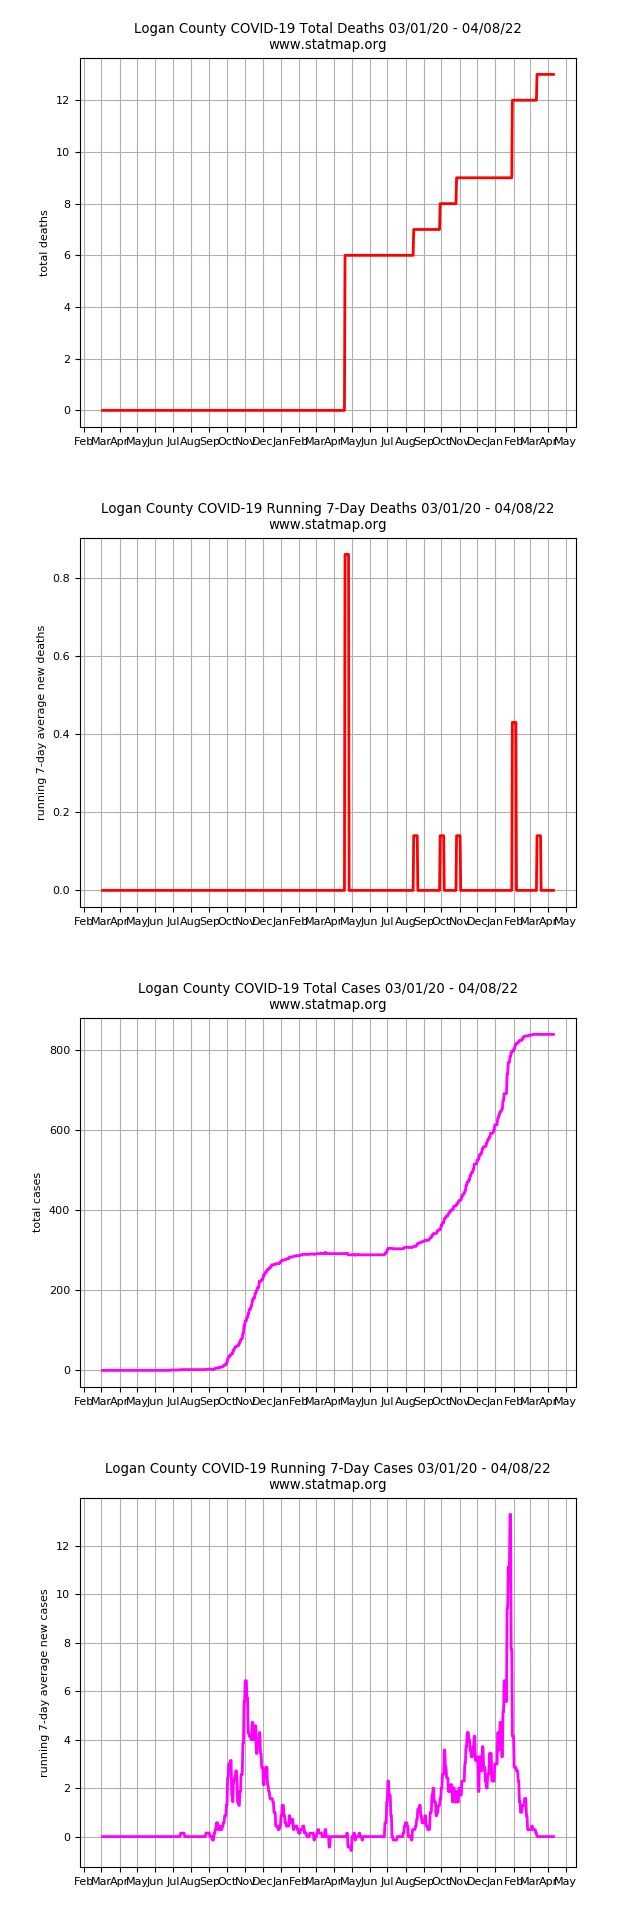 Logan County COVID-19 Total Deaths 03/01/20 - 04/08/22
www.statmap.org
12
10
8
6
4
2
0
total deaths
Feb Mar Apr May Jun Jul Aug Sep Oct Nov Dec Jan Feb Mar Apr May Jun Jul Aug Sep Oct Nov Dec Jan Feb Mar Apr May
Logan County COVID-19 Running 7-Day Deaths 03/01/20 - 04/08/22
www.statmap.org
0.8
0.6
0.4
0.2
0.0
running 7-day average new deaths
Feb Mar Apr May Jun Jul Aug Sep Oct Nov Dec Jan Feb Mar Apr May Jun Jul Aug Sep Oct Nov Dec Jan Feb Mar Apr May
Logan County COVID-19 Total Cases 03/01/20 - 04/08/22
www.statmap.org
800
600
400
200
0
total cases
Feb Mar Apr May Jun Jul Aug Sep Oct Nov Dec Jan Feb Mar Apr May Jun Jul Aug Sep Oct Nov Dec Jan Feb Mar Apr May
Logan County COVID-19 Running 7-Day Cases 03/01/20 - 04/08/22
www.statmap.org
12
10
8
6
4
2
0
running 7-day average new cases
Feb Mar Apr May Jun Jul Aug Sep Oct Nov Dec Jan Feb Mar Apr May Jun Jul Aug Sep Oct Nov Dec Jan Feb Mar Apr May